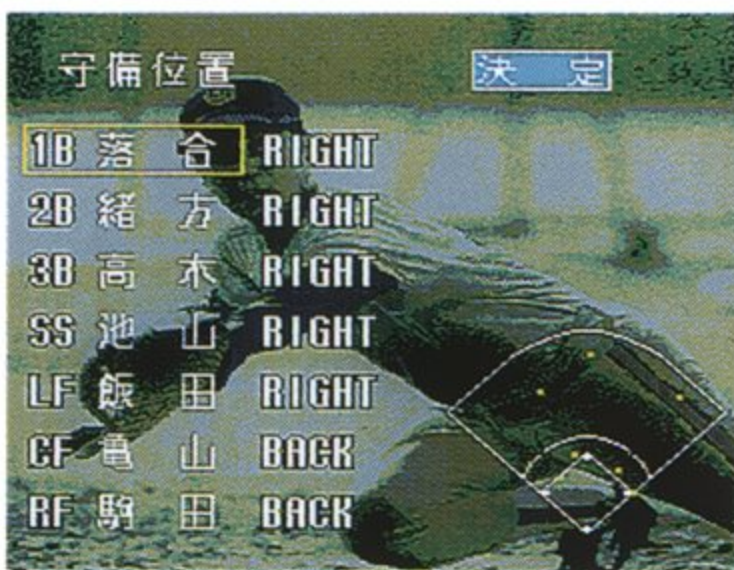 守備位置 決定
1B 落合 RIGHT
2B 緒方 RIGHT
3B 高木 RIGHT
SS 池山 RIGHT
LF 飯田 RIGHT
CF 亀山 BACK
RF 駒田 BACK